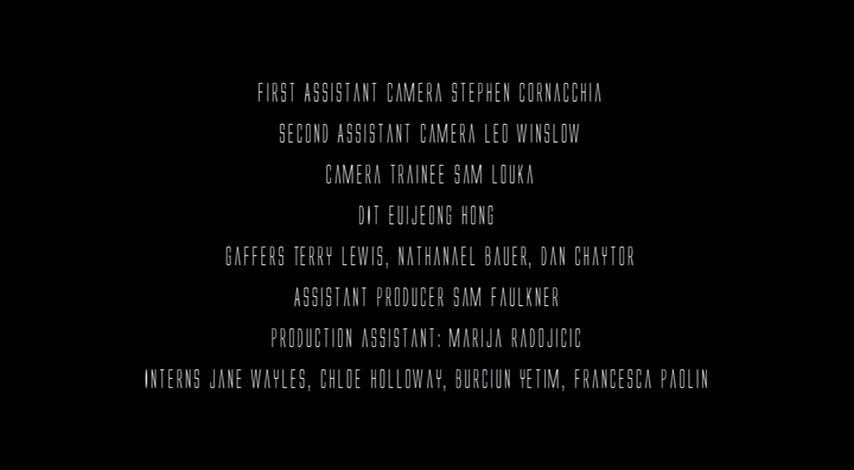 FIRST ASSISTANT CAMERA STEPHEN CORNACCHIA
SECOND ASSISTANT CAMERA LEO WINSLOW
CAMERA TRAINEE SAM LOUKA
DIT EUIJEONG HONG
GAFFERS TERRY LEWIS, NATHANAEL BAUER, DAN CHAYTOR
ASSISTANT PRODUCER SAM FAULKNER
PRODUCTION ASSISTANT: MARIJA RADOJICIC
INTERNS JANE WAYLES, CHLOE HOLLOWAY, BURCIUN YETIM, FRANCESCA PAOLIN